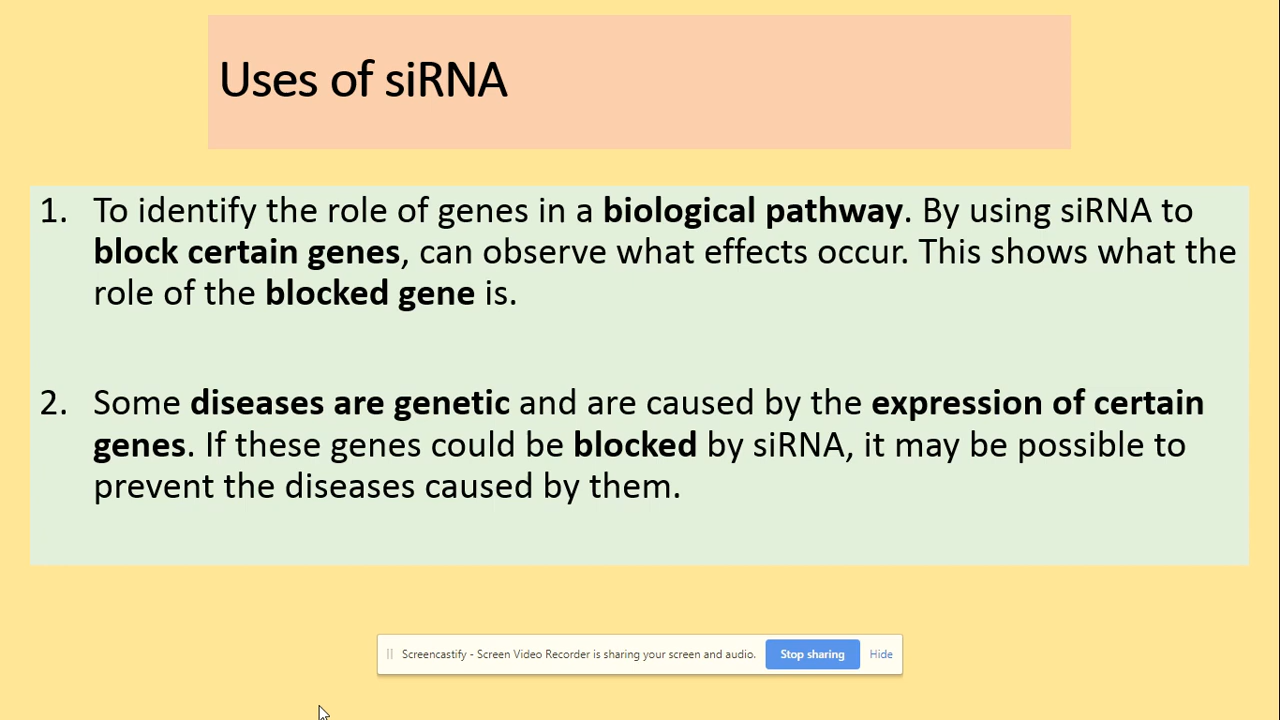 Uses of siRNA
1. To identify the role of genes in a biological pathway. By using siRNA to
block certain genes, can observe what effects occur. This shows what the
role of the blocked gene is.
2. Some diseases are genetic and are caused by the expression of certain
genes. If these genes could be blocked by siRNA, it may be possible to
prevent the diseases caused by them.
Screencastify - Screen Video Recorder is sharing your screen and audio. Stop sharing Hide